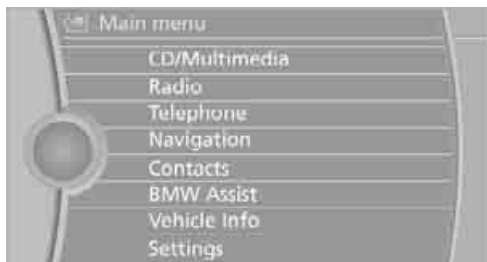 Main menu
CD/Multimedia
Radio
Telephone
Navigation
Contacts
BMW Assist
Vehicle Info
Settings